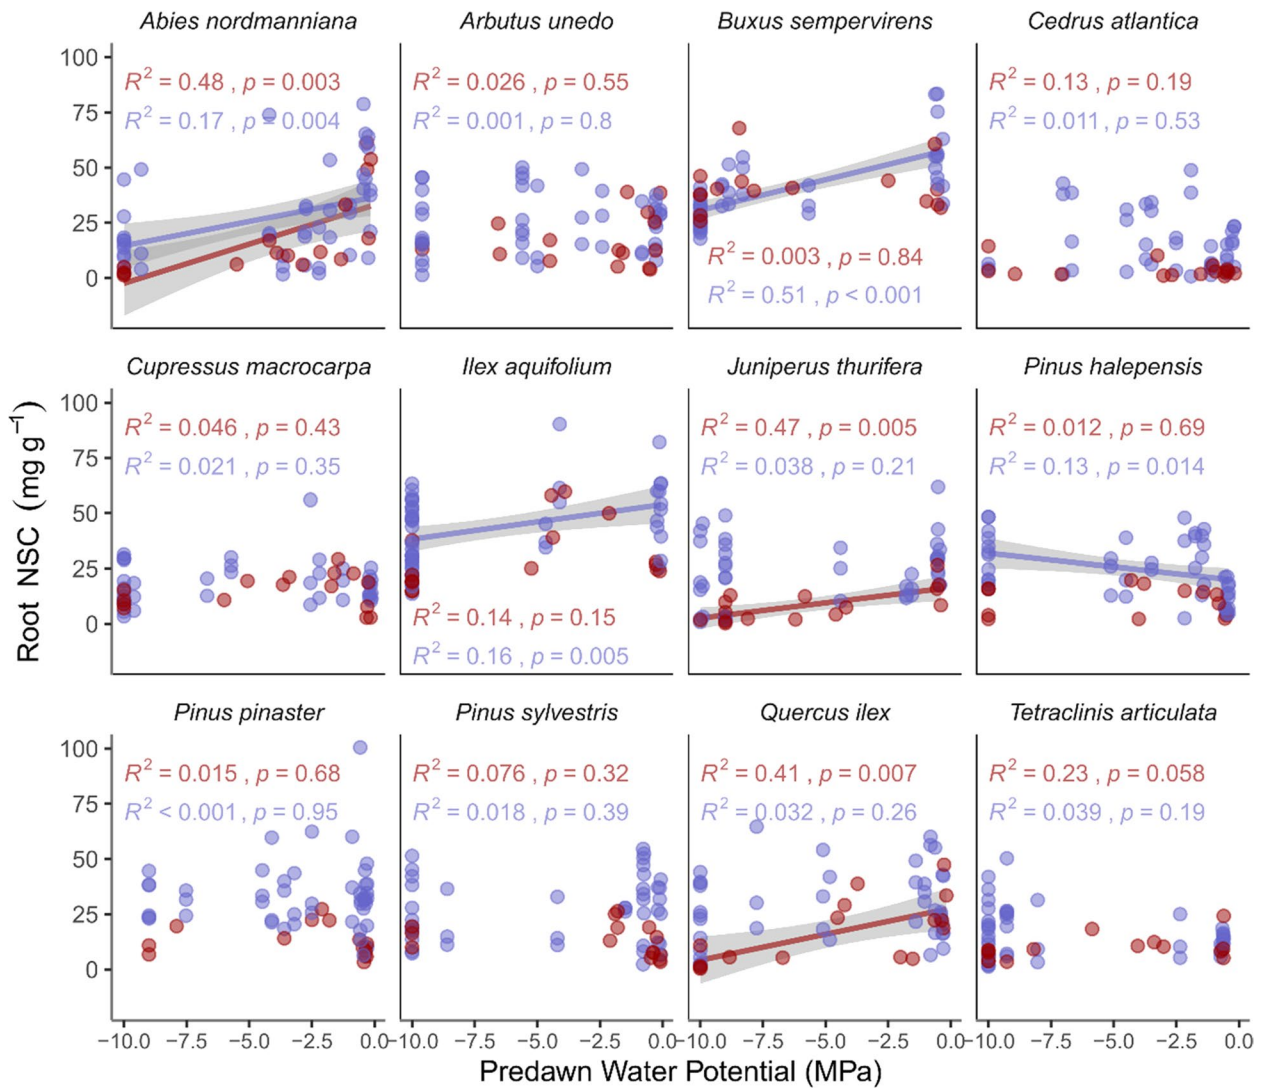 Abies nordmanniana
Arbutus unedo
Buxus sempervirens
Cedrus atlantica
100
75
50
25
0
R² = 0.48 , p = 0.003
R² = 0.17 , p = 0.004
R² = 0.026 , p = 0.55
R² = 0.001, p = 0.8
R² = 0.003 , p = 0.84
R² = 0.51 , p < 0.001
R² = 0.13 , p = 0.19
R² = 0.011 , p = 0.53
Cupressus macrocarpa
Ilex aquifolium
Juniperus thurifera
Pinus halepensis
Root NSC (mg g⁻¹)
100
75
50
25
0
R² = 0.046 , p = 0.43
R² = 0.021 , p = 0.35
R² = 0.14 , p = 0.15
R² = 0.16 , p = 0.005
R² = 0.47 , p = 0.005
R² = 0.038 , p = 0.21
R² = 0.012 , p = 0.69
R² = 0.13 , p = 0.014
Pinus pinaster
Pinus sylvestris
Quercus ilex
Tetraclinis articulata
100
75
50
25
0
R² = 0.015 , p = 0.68
R² < 0.001 , p = 0.95
R² = 0.076 , p = 0.32
R² = 0.018 , p = 0.39
R² = 0.41 , p = 0.007
R² = 0.032 , p = 0.26
R² = 0.23 , p = 0.058
R² = 0.039 , p = 0.19
−10.0 −7.5 −5.0 −2.5 0.0
−10.0 −7.5 −5.0 −2.5 0.0
−10.0 −7.5 −5.0 −2.5 0.0
−10.0 −7.5 −5.0 −2.5 0.0
Predawn Water Potential (MPa)